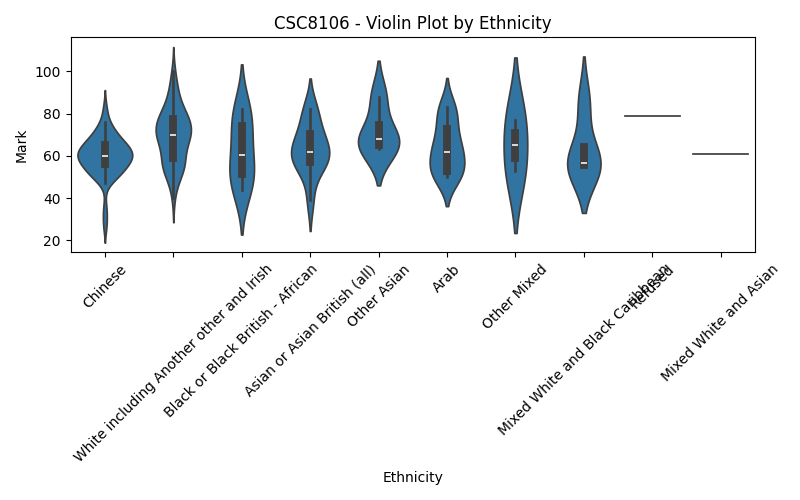 CSC8106 - Violin Plot by Ethnicity
Mark
100
80
60
40
20
Chinese
White including Another other and Irish
Black or Black British - African
Asian or Asian British (all)
Other Asian
Arab
Other Mixed
Mixed White and Black Caribbean
Refused
Mixed White and Asian
Ethnicity